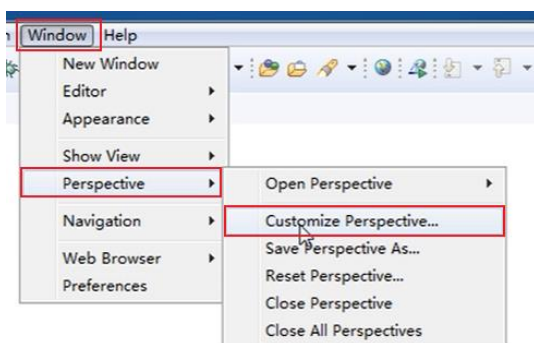 Window Help
New Window
Editor
Appearance
Show View
Perspective
Open Perspective
Navigation
Customize Perspective...
Save Perspective As...
Web Browser
Reset Perspective...
Preferences
Close Perspective
Close All Perspectives